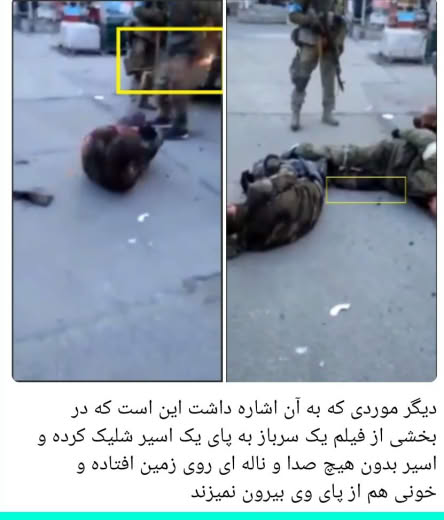 دیگر موردی که به آن اشاره داشت این است که در
بخشی از فیلم یک سرباز به پای یک اسیر شلیک کرده و
اسیر بدون هیچ صدا و ناله ای روی زمین افتاده و
خونی هم از پای وی بیرون نمیزند